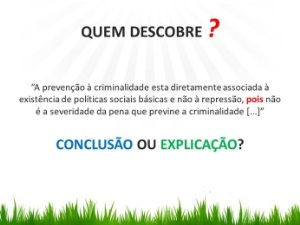 QUEM DESCOBRE ?
"A prevenção à criminalidade esta diretamente associada à
existência de políticas sociais básicas e não à repressão, pois não
é a severidade da pena que previne a criminalidade [...]"
CONCLUSÃO OU EXPLICAÇÃO?